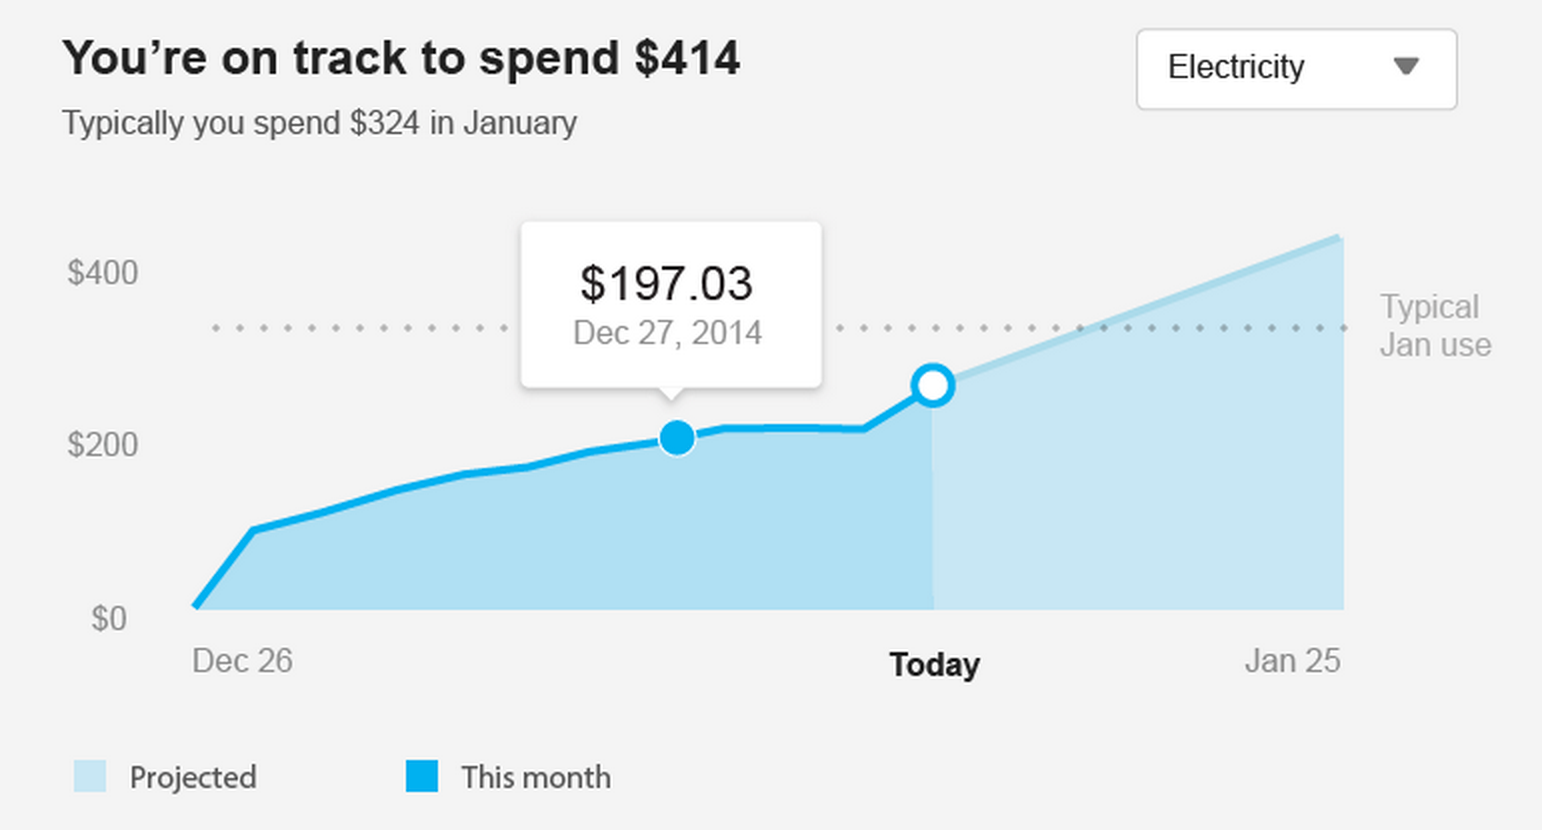 You’re on track to spend $414
Electricity
Typically you spend $324 in January
$400
$197.03
Dec 27, 2014
Typical
Jan use
$200
$0
Dec 26
Today
Jan 25
Projected
This month